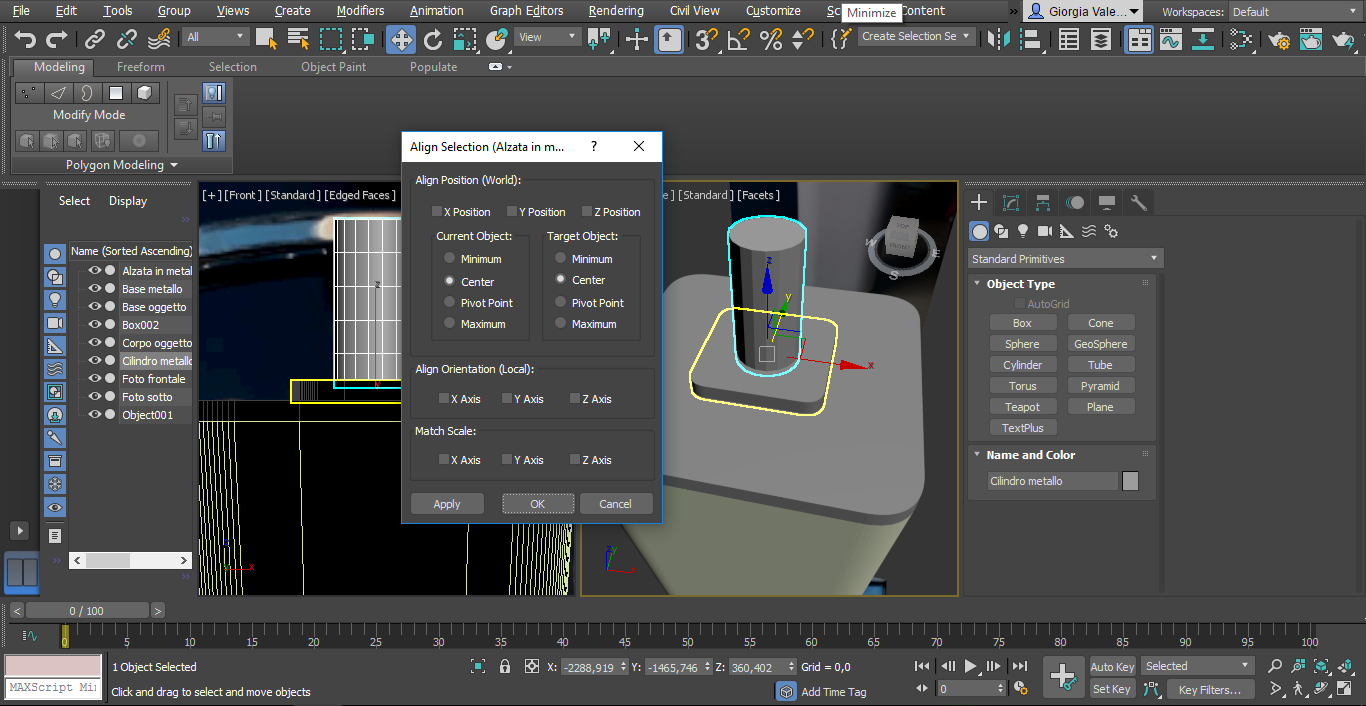 File Edit Tools Group Views Create Modifiers Animation Graph Editors Rendering Civil View Customize Sc Content
Minimize
Giorgia Vale... Workspaces: Default
All View Create Selection Se
Modeling Freeform Selection Object Paint Populate
Modify Mode
Polygon Modeling
Select Display
Name (Sorted Ascending)
Alzata in metal
Base metallo
Base oggetto
Box002
Corpo oggetto
Cilindro metallo
Foto frontale
Foto sotto
Object001
[+] [Front] [Standard] [Edged Faces]
e ] [Standard] [Facets]
Align Selection (Alzata in m... ?
Align Position (World):
X Position Y Position Z Position
Current Object: Target Object:
Minimum Minimum
Center Center
Pivot Point Pivot Point
Maximum Maximum
Align Orientation (Local):
X Axis Y Axis Z Axis
Match Scale:
X Axis Y Axis Z Axis
Apply OK Cancel
z
x
z
y
x
TOP
FRONT
W
E
S
Standard Primitives
Object Type
AutoGrid
Box Cone
Sphere GeoSphere
Cylinder Tube
Torus Pyramid
Teapot Plane
TextPlus
Name and Color
Cilindro metallo
< 0 / 100 >
0 5 10 15 20 25 30 35 40 45 50 55 60 65 70 75 80 85 90 95 100
1 Object Selected X: -2288,919 Y: -1465,746 Z: 360,402 Grid = 0,0
Auto Key Selected
MAXScript Mi
Click and drag to select and move objects
Add Time Tag
0
Set Key Key Filters...